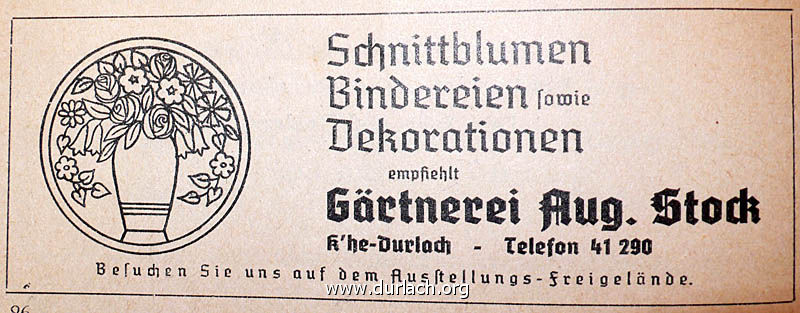 Schnittblumen
Bindereien sowie
Dekorationen
empfiehlt
Gärtnerei Aug. Stock
K'he-Durlach - Telefon 41 290
Besuchen Sie uns auf dem Ausstellungs-Freigelände.
www.durlach.org
96